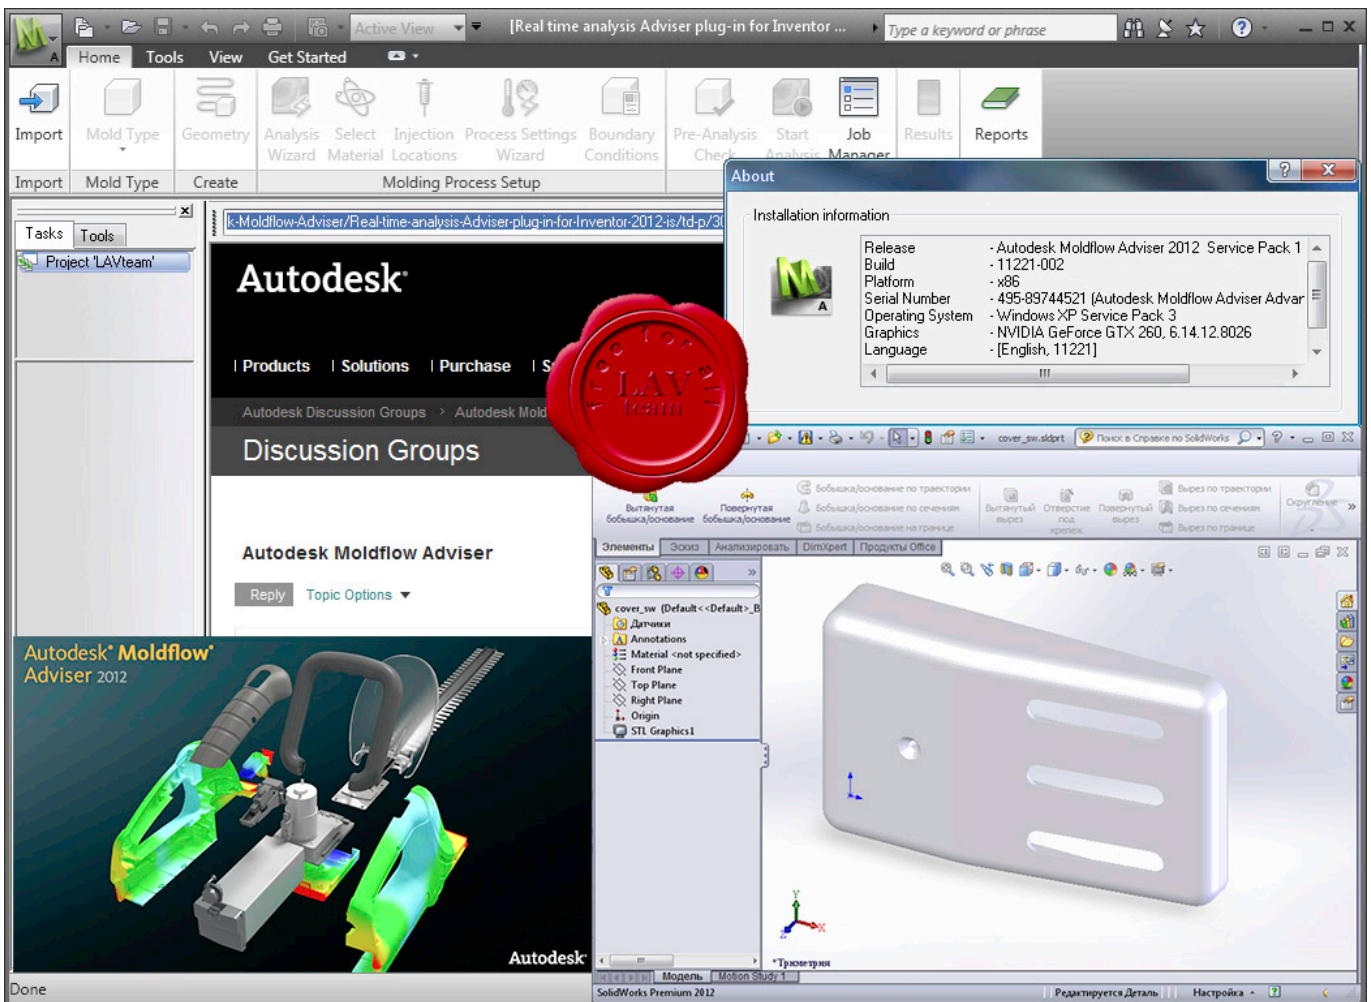 Active View
[Real time analysis Adviser plug-in for Inventor ...
Type a keyword or phrase
A
Home Tools View Get Started
Import
Mold Type
Geometry
Analysis Wizard
Select Material
Injection Locations
Process Settings Wizard
Boundary Conditions
Pre-Analysis Check
Start Analysis
Job Manager
Results
Reports
Import Mold Type Create Molding Process Setup
About
Installation information
Release - Autodesk Moldflow Adviser 2012 Service Pack 1
Build - 11221-002
Platform - x86
Serial Number - 495-89744521 (Autodesk Moldflow Adviser Advar
Operating System - Windows XP Service Pack 3
Graphics - NVIDIA GeForce GTX 260, 6.14.12.8026
Language - [English, 11221]
A
Tasks Tools
Project 'LAVteam'
k-Moldflow-Adviser/Real-time-analysis-Adviser-plug-in-for-Inventor-2012-is/td-p/30
Autodesk
| Products | Solutions | Purchase | S
Autodesk Discussion Groups > Autodesk Mold
Discussion Groups
free for all
LAV
team
Autodesk Moldflow Adviser
Reply Topic Options
cover_sw.sldprt
Поиск в Справке по SolidWorks
Вытянутая бобышка/основание
Повернутая бобышка/основание
Бобышка/основание по траектории
Бобышка/основание по сечениям
Бобышка/основание на границе
Вытянутый вырез
Отверстие под крепеж
Повернутый вырез
Вырез по траектории
Вырез по сечениям
Вырез по границе
Скругление
Элементы Эскиз Анализировать DimXpert Продукты Office
cover_sw (Default<<Default>_B
Датчики
Annotations
Material <not specified>
Front Plane
Top Plane
Right Plane
Origin
STL Graphics1
Y
X
Z
*Триметрия
Модель Motion Study 1
SolidWorks Premium 2012
Редактируется Деталь
Настройка
Autodesk® Moldflow®
Adviser 2012
Autodesk
Done